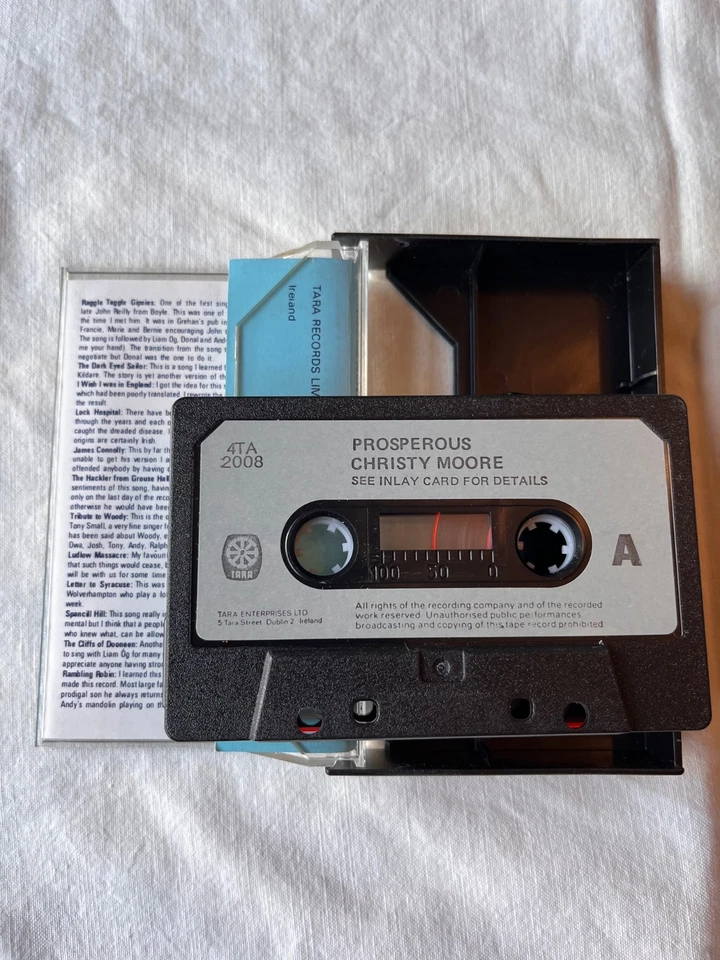 Raggle Taggle Gipsies: One of the first
late John Reilly from Boyle. This was one of
the time I met him. It was in Grehan's pub in
Francie, Marie and Bernie encouraging John
The song is followed by Liam Óg, Donal and And
me your hand). The transition from the song
negotiate but Donal was the one to do it.
The Dark Eyed Sailor: This is a song I learned
Kildare. The story is yet another version of th
I Wish I was in England: I got the idea for this
which had been poorly translated. I rewrote the
the result.
Lock Hospital: There have be
through the years and each o
caught the dreaded disease. I
origins are certainly Irish.
James Connolly: This by far th
unable to get his version I a
offended anybody by having
The Hackler from Grouse Hall
sentiments of this song, havin
only on the last day of the reco
otherwise he would have bee
Tribute to Woody: This is the
Tony Small, a very fine singer f
has been said about Woody, e
Dwa, Josh, Tony, Andy, Ralph
Ludlow Massacre: My favou
that such things would cease, b
will be with us for some time
Letter to Syracuse: This was
Wolverhampton who play a lo
week.
Spancill Hill: This song really
mental but I think that a people
who knew what, can be allow
The Cliffs of Dooneen: Anothe
to sing with Liam Óg for many
appreciate anyone having stro
Rambling Robin: I learned this
made this record. Most large fa
prodigal son he always returns
Andy's mandolin playing on th
TARA RECORDS LIM
Ireland
4TA
2008
PROSPEROUS
CHRISTY MOORE
SEE INLAY CARD FOR DETAILS
100 50 0
A
TARA
TARA ENTERPRISES LTD
5 Tara Street Dublin 2 Ireland
All rights of the recording company and of the recorded
work reserved. Unauthorised public performances
broadcasting and copying of this tape record prohibited